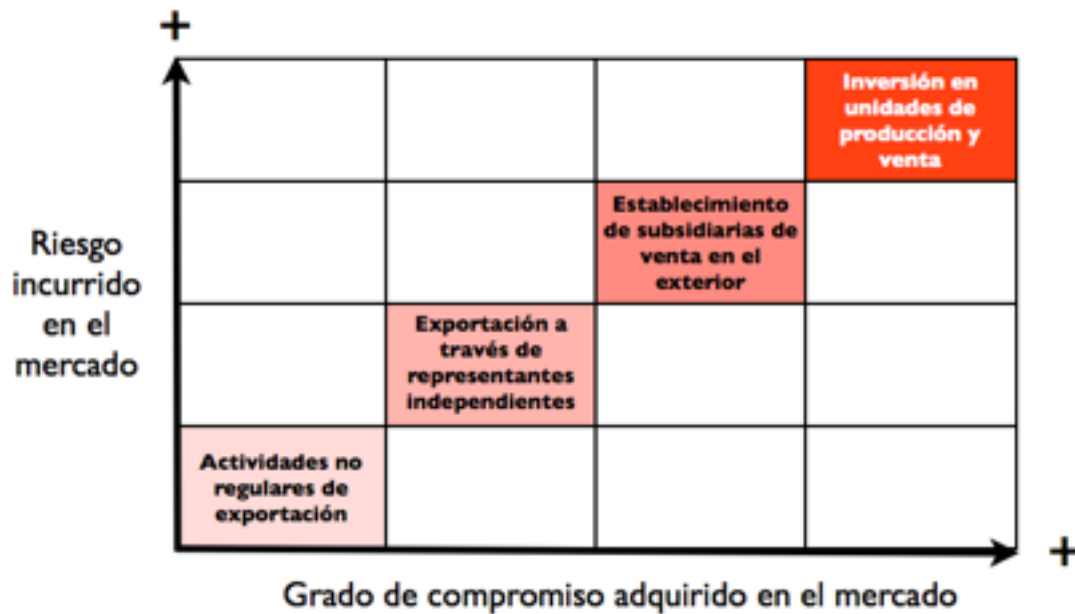 +
Inversión en
unidades de
producción y
venta
Establecimiento
de subsidiarias de
venta en el
exterior
Riesgo
incurrido
en el
mercado
Exportación a
través de
representantes
independientes
Actividades no
regulares de
exportación
+
Grado de compromiso adquirido en el mercado